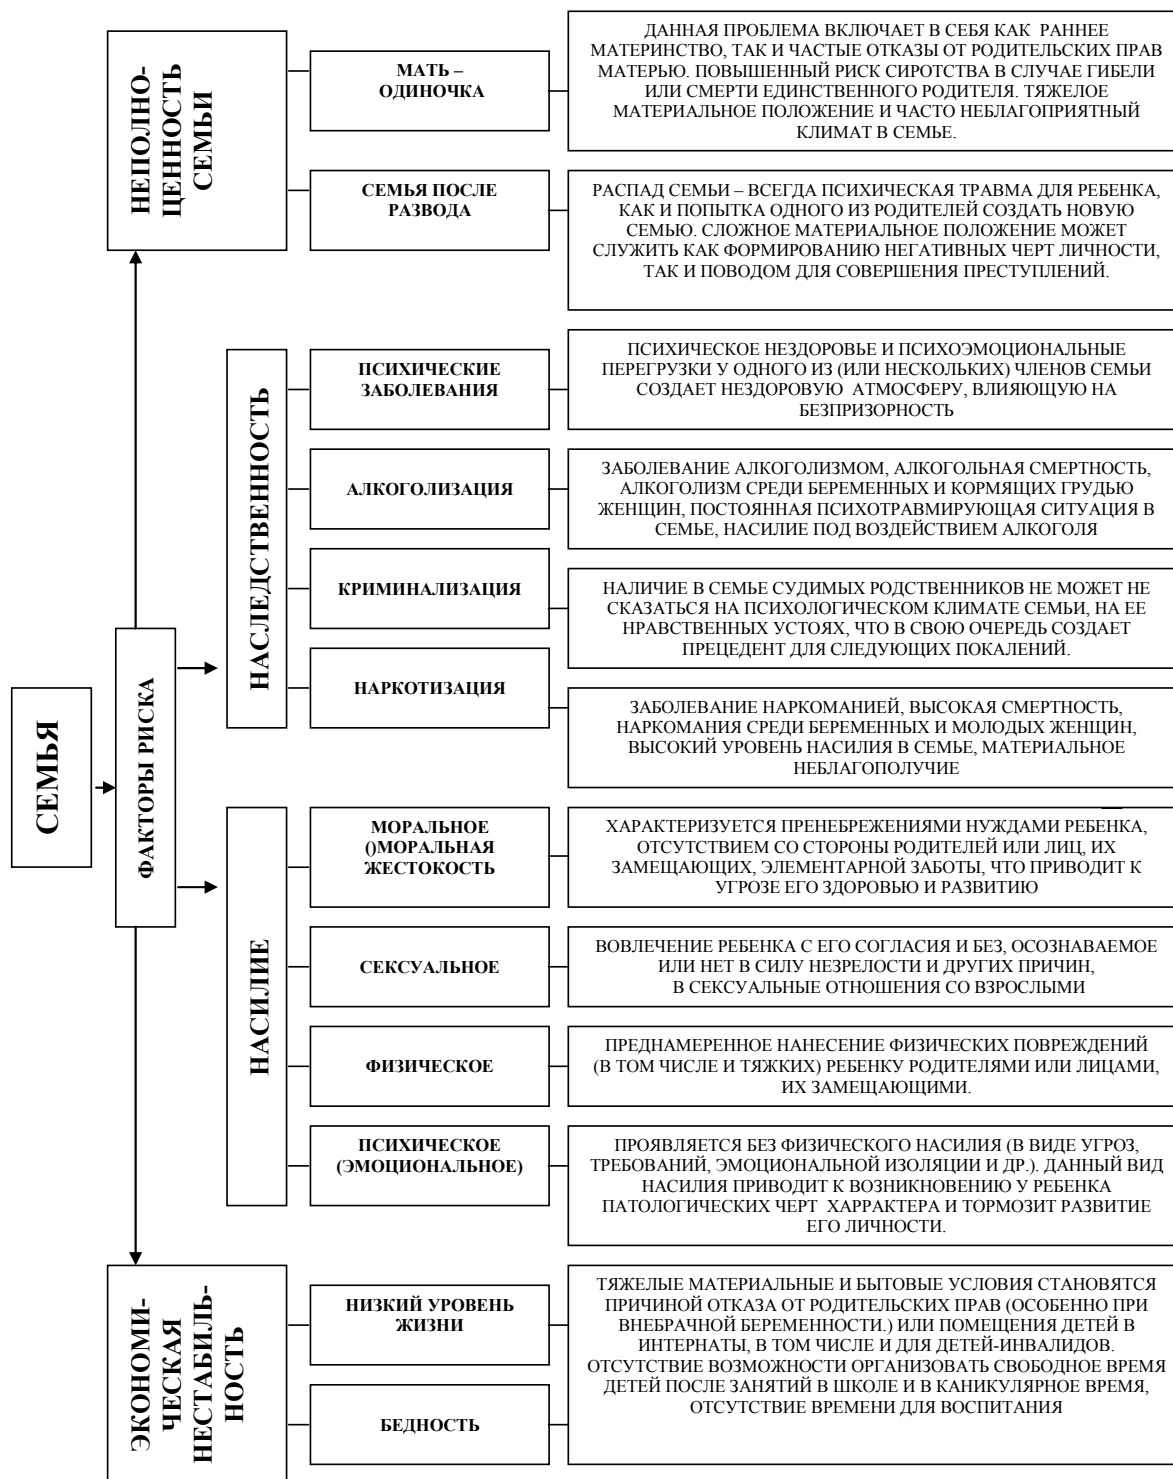 СЕМЬЯ
ФАКТОРЫ РИСКА
НЕПОЛНО-
ЦЕННОСТЬ
СЕМЬИ
МАТЬ –
ОДИНОЧКА
ДАННАЯ ПРОБЛЕМА ВКЛЮЧАЕТ В СЕБЯ КАК РАННЕЕ
МАТЕРИНСТВО, ТАК И ЧАСТЫЕ ОТКАЗЫ ОТ РОДИТЕЛЬСКИХ ПРАВ
МАТЕРЬЮ. ПОВЫШЕННЫЙ РИСК СИРОТСТВА В СЛУЧАЕ ГИБЕЛИ
ИЛИ СМЕРТИ ЕДИНСТВЕННОГО РОДИТЕЛЯ. ТЯЖЕЛОЕ
МАТЕРИАЛЬНОЕ ПОЛОЖЕНИЕ И ЧАСТО НЕБЛАГОПРИЯТНЫЙ
КЛИМАТ В СЕМЬЕ.
СЕМЬЯ ПОСЛЕ
РАЗВОДА
РАСПАД СЕМЬИ – ВСЕГДА ПСИХИЧЕСКАЯ ТРАВМА ДЛЯ РЕБЕНКА,
КАК И ПОПЫТКА ОДНОГО ИЗ РОДИТЕЛЕЙ СОЗДАТЬ НОВУЮ
СЕМЬЮ. СЛОЖНОЕ МАТЕРИАЛЬНОЕ ПОЛОЖЕНИЕ МОЖЕТ
СЛУЖИТЬ КАК ФОРМИРОВАНИЮ НЕГАТИВНЫХ ЧЕРТ ЛИЧНОСТИ,
ТАК И ПОВОДОМ ДЛЯ СОВЕРШЕНИЯ ПРЕСТУПЛЕНИЙ.
НАСЛЕДСТВЕННОСТЬ
ПСИХИЧЕСКИЕ
ЗАБОЛЕВАНИЯ
ПСИХИЧЕСКОЕ НЕЗДОРОВЬЕ И ПСИХОЭМОЦИОНАЛЬНЫЕ
ПЕРЕГРУЗКИ У ОДНОГО ИЗ (ИЛИ НЕСКОЛЬКИХ) ЧЛЕНОВ СЕМЬИ
СОЗДАЕТ НЕЗДОРОВУЮ АТМОСФЕРУ, ВЛИЯЮЩУЮ НА
БЕЗПРИЗОРНОСТЬ
АЛКОГОЛИЗАЦИЯ
ЗАБОЛЕВАНИЕ АЛКОГОЛИЗМОМ, АЛКОГОЛЬНАЯ СМЕРТНОСТЬ,
АЛКОГОЛИЗМ СРЕДИ БЕРЕМЕННЫХ И КОРМЯЩИХ ГРУДЬЮ
ЖЕНЩИН, ПОСТОЯННАЯ ПСИХОТРАВМИРУЮЩАЯ СИТУАЦИЯ В
СЕМЬЕ, НАСИЛИЕ ПОД ВОЗДЕЙСТВИЕМ АЛКОГОЛЯ
КРИМИНАЛИЗАЦИЯ
НАЛИЧИЕ В СЕМЬЕ СУДИМЫХ РОДСТВЕННИКОВ НЕ МОЖЕТ НЕ
СКАЗАТЬСЯ НА ПСИХОЛОГИЧЕСКОМ КЛИМАТЕ СЕМЬИ, НА ЕЕ
НРАВСТВЕННЫХ УСТОЯХ, ЧТО В СВОЮ ОЧЕРЕДЬ СОЗДАЕТ
ПРЕЦЕДЕНТ ДЛЯ СЛЕДУЮЩИХ ПОКАЛЕНИЙ.
НАРКОТИЗАЦИЯ
ЗАБОЛЕВАНИЕ НАРКОМАНИЕЙ, ВЫСОКАЯ СМЕРТНОСТЬ,
НАРКОМАНИЯ СРЕДИ БЕРЕМЕННЫХ И МОЛОДЫХ ЖЕНЩИН,
ВЫСОКИЙ УРОВЕНЬ НАСИЛИЯ В СЕМЬЕ, МАТЕРИАЛЬНОЕ
НЕБЛАГОПОЛУЧИЕ
НАСИЛИЕ
МОРАЛЬНОЕ
()МОРАЛЬНАЯ
ЖЕСТОКОСТЬ
ХАРАКТЕРИЗУЕТСЯ ПРЕНЕБРЕЖЕНИЯМИ НУЖДАМИ РЕБЕНКА,
ОТСУТСТВИЕМ СО СТОРОНЫ РОДИТЕЛЕЙ ИЛИ ЛИЦ, ИХ
ЗАМЕЩАЮЩИХ, ЭЛЕМЕНТАРНОЙ ЗАБОТЫ, ЧТО ПРИВОДИТ К
УГРОЗЕ ЕГО ЗДОРОВЬЮ И РАЗВИТИЮ
СЕКСУАЛЬНОЕ
ВОВЛЕЧЕНИЕ РЕБЕНКА С ЕГО СОГЛАСИЯ И БЕЗ, ОСОЗНАВАЕМОЕ
ИЛИ НЕТ В СИЛУ НЕЗРЕЛОСТИ И ДРУГИХ ПРИЧИН,
В СЕКСУАЛЬНЫЕ ОТНОШЕНИЯ СО ВЗРОСЛЫМИ
ФИЗИЧЕСКОЕ
ПРЕДНАМЕРЕННОЕ НАНЕСЕНИЕ ФИЗИЧЕСКИХ ПОВРЕЖДЕНИЙ
(В ТОМ ЧИСЛЕ И ТЯЖКИХ) РЕБЕНКУ РОДИТЕЛЯМИ ИЛИ ЛИЦАМИ,
ИХ ЗАМЕЩАЮЩИМИ.
ПСИХИЧЕСКОЕ
(ЭМОЦИОНАЛЬНОЕ)
ПРОЯВЛЯЕТСЯ БЕЗ ФИЗИЧЕСКОГО НАСИЛИЯ (В ВИДЕ УГРОЗ,
ТРЕБОВАНИЙ, ЭМОЦИОНАЛЬНОЙ ИЗОЛЯЦИИ И ДР.). ДАННЫЙ ВИД
НАСИЛИЯ ПРИВОДИТ К ВОЗНИКНОВЕНИЮ У РЕБЕНКА
ПАТОЛОГИЧЕСКИХ ЧЕРТ ХАРРАКТЕРА И ТОРМОЗИТ РАЗВИТИЕ
ЕГО ЛИЧНОСТИ.
ЭКОНОМИ-
ЧЕСКАЯ
НЕСТАБИЛЬ-
НОСТЬ
НИЗКИЙ УРОВЕНЬ
ЖИЗНИ
БЕДНОСТЬ
ТЯЖЕЛЫЕ МАТЕРИАЛЬНЫЕ И БЫТОВЫЕ УСЛОВИЯ СТАНОВЯТСЯ
ПРИЧИНОЙ ОТКАЗА ОТ РОДИТЕЛЬСКИХ ПРАВ (ОСОБЕННО ПРИ
ВНЕБРАЧНОЙ БЕРЕМЕННОСТИ.) ИЛИ ПОМЕЩЕНИЯ ДЕТЕЙ В
ИНТЕРНАТЫ, В ТОМ ЧИСЛЕ И ДЛЯ ДЕТЕЙ-ИНВАЛИДОВ.
ОТСУТСТВИЕ ВОЗМОЖНОСТИ ОРГАНИЗОВАТЬ СВОБОДНОЕ ВРЕМЯ
ДЕТЕЙ ПОСЛЕ ЗАНЯТИЙ В ШКОЛЕ И В КАНИКУЛЯРНОЕ ВРЕМЯ,
ОТСУТСТВИЕ ВРЕМЕНИ ДЛЯ ВОСПИТАНИЯ